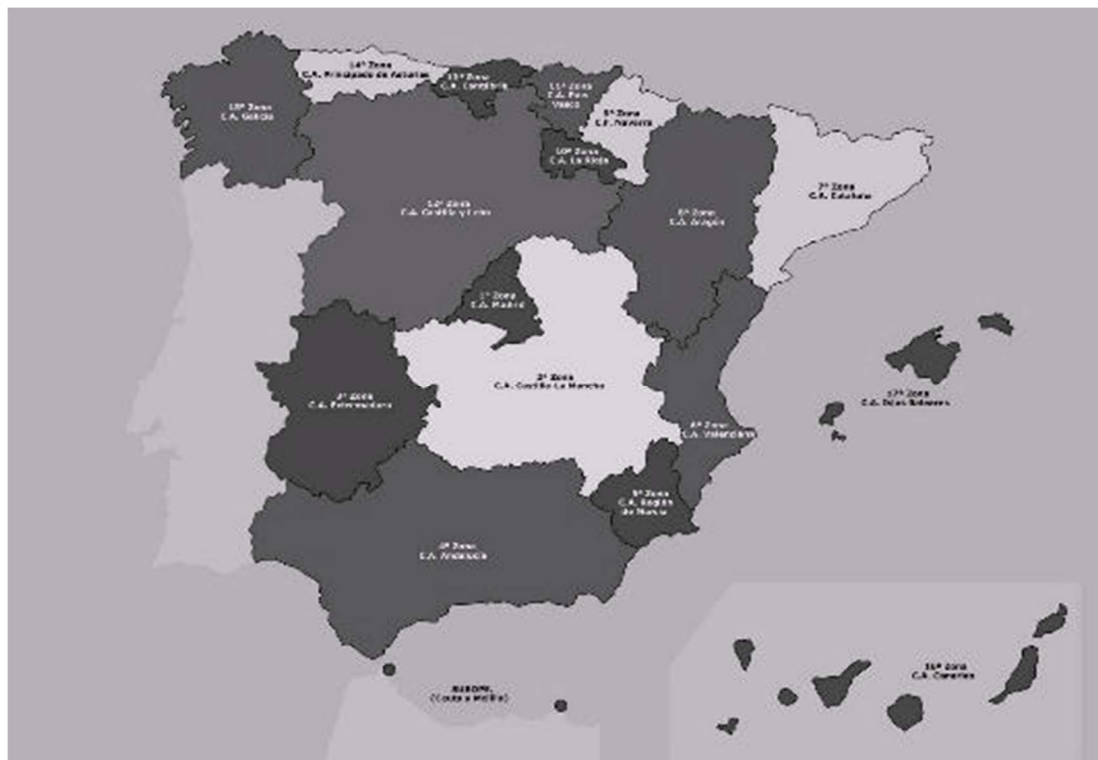 14ª Zona
C.A. Principado de Asturias
13ª Zona
C.A. Cantabria
11ª Zona
C.A. País
Vasco
9ª Zona
C.F. Navarra
15ª Zona
C.A. Galicia
10ª Zona
C.A. La Rioja
12ª Zona
C.A. Castilla y León
8ª Zona
C.A. Aragón
7ª Zona
C.A. Cataluña
1ª Zona
C.A. Madrid
2ª Zona
C.A. Castilla-La Mancha
3ª Zona
C.A. Extremadura
17ª Zona
C.A. Islas Baleares
6ª Zona
C.A. Valenciana
5ª Zona
C.A. Región
de Murcia
4ª Zona
C.A. Andalucía
16ª Zona
C.A. Canarias
(Ceuta y Melilla)